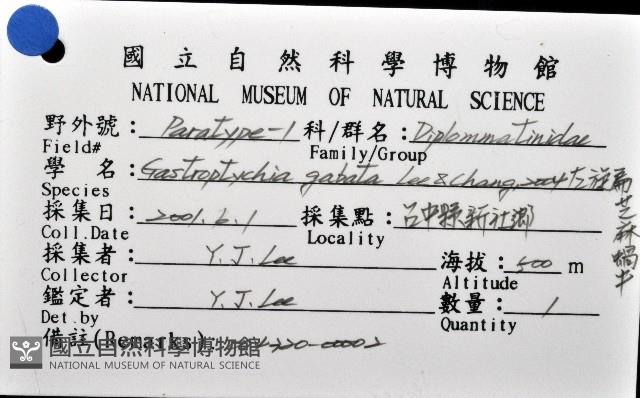 國立自然科學博物館
NATIONAL MUSEUM OF NATURAL SCIENCE
野外號：Paratype-1 科/群名：Diplommatinidae
Field# Family/Group
學 名：Gastroptychia gabata Lee & Chang, 2004 左旋
Species
芝麻蝸牛
採集日：2001.6.1 採集點：台中縣新社鄉
Coll.Date Locality
採集者：Y. J. Lee 海拔：500 m
Collector Altitude
鑑定者：Y. J. Lee 數量：1
Det.by Quantity
備註(Remarks).
國立自然科學博物館
NATIONAL MUSEUM OF NATURAL SCIENCE